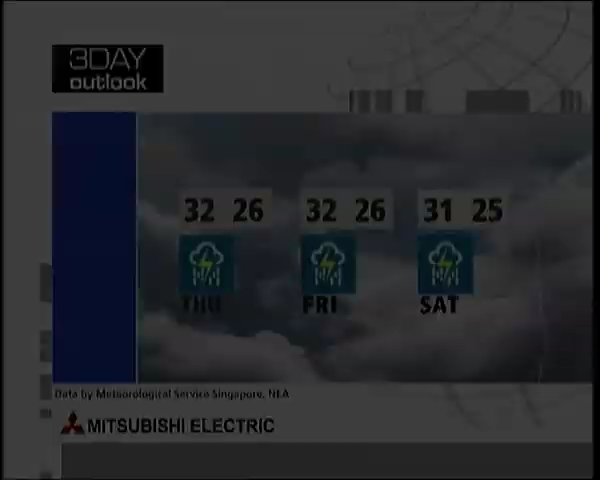 3DAY
outlook
32 26 32 26 31 25
THU FRI SAT
Data by Meteorological Service Singapore, NEA
MITSUBISHI ELECTRIC